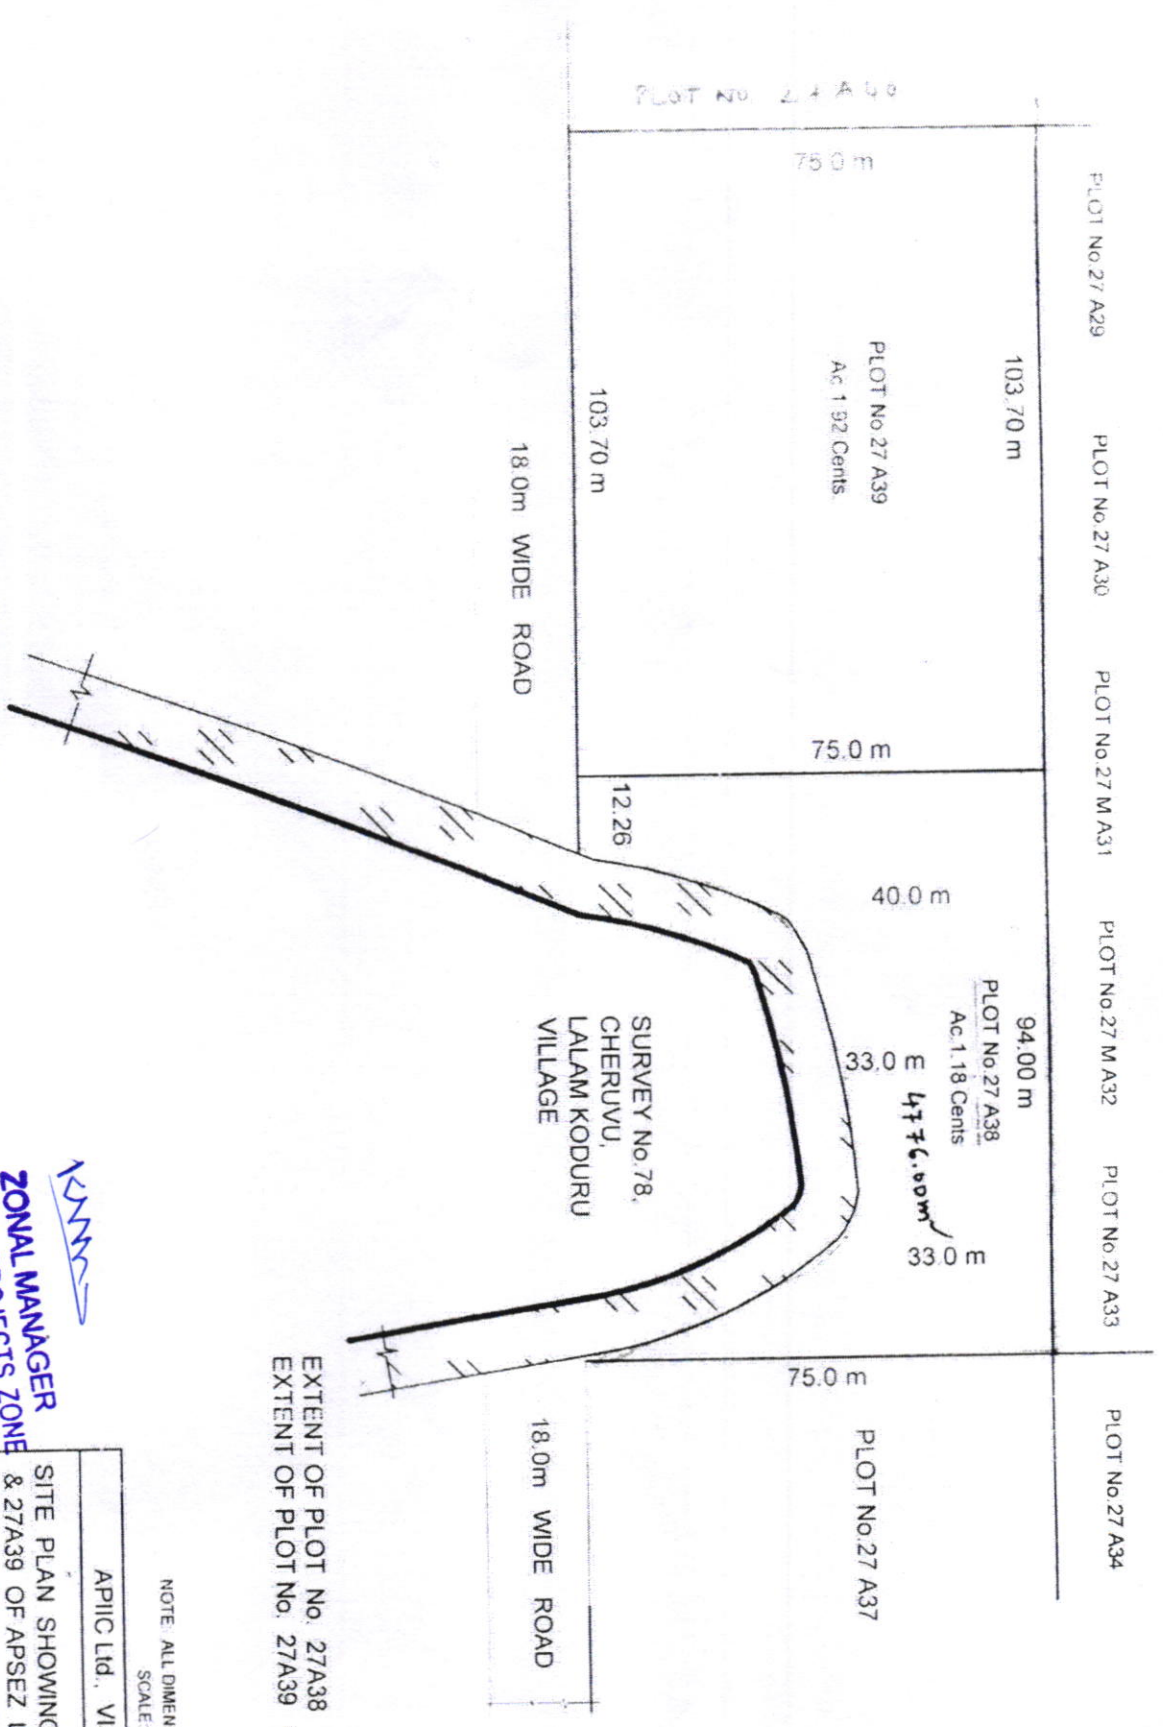 PLOT No.27 A29
PLOT No.27 A30
PLOT No.27 M A31
PLOT No.27 M A32
PLOT No.27 A33
PLOT No.27 A34
PLOT NO
75.0 m
103.70 m
PLOT No 27 A39
Ac.1.92 Cents.
103.70 m
18.0m WIDE ROAD
75.0 m
12.26
94.00 m
PLOT No.27 A38
Ac.1.18 Cents
4776.00m
40.0 m
33.0 m
33.0 m
75.0 m
PLOT No.27 A37
SURVEY No.78,
CHERUVU,
LALAM KODURU
VILLAGE
18.0m WIDE ROAD
EXTENT OF PLOT No. 27A38
EXTENT OF PLOT No. 27A39
NOTE: ALL DIMEN
SCALE:
APIIC Ltd., VI
SITE PLAN SHOWING
& 27A39 OF APSEZ
ZONAL MANAGER
ZONE